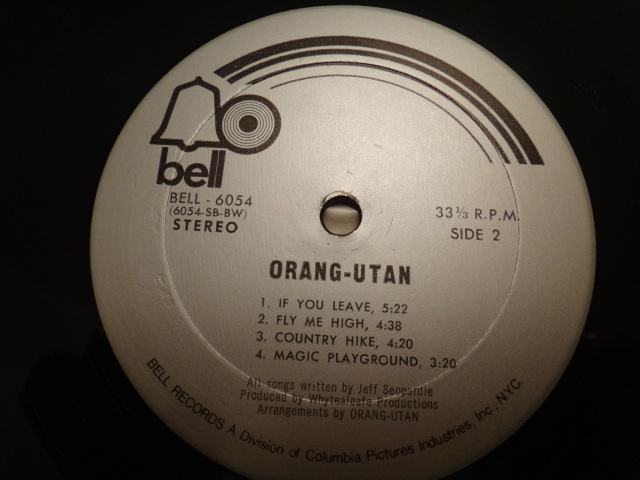 bell
BELL - 6054
(6054-SB-BW)
STEREO
33⅓ R.P.M.
SIDE 2
ORANG-UTAN
1. IF YOU LEAVE, 5:22
2. FLY ME HIGH, 4:38
3. COUNTRY HIKE, 4:20
4. MAGIC PLAYGROUND, 3:20
All songs written by Jeff Seopardie
Produced by Whytealeafe Productions
Arrangements by ORANG-UTAN
BELL RECORDS A Division of Columbia Pictures Industries, Inc., N.Y.C.